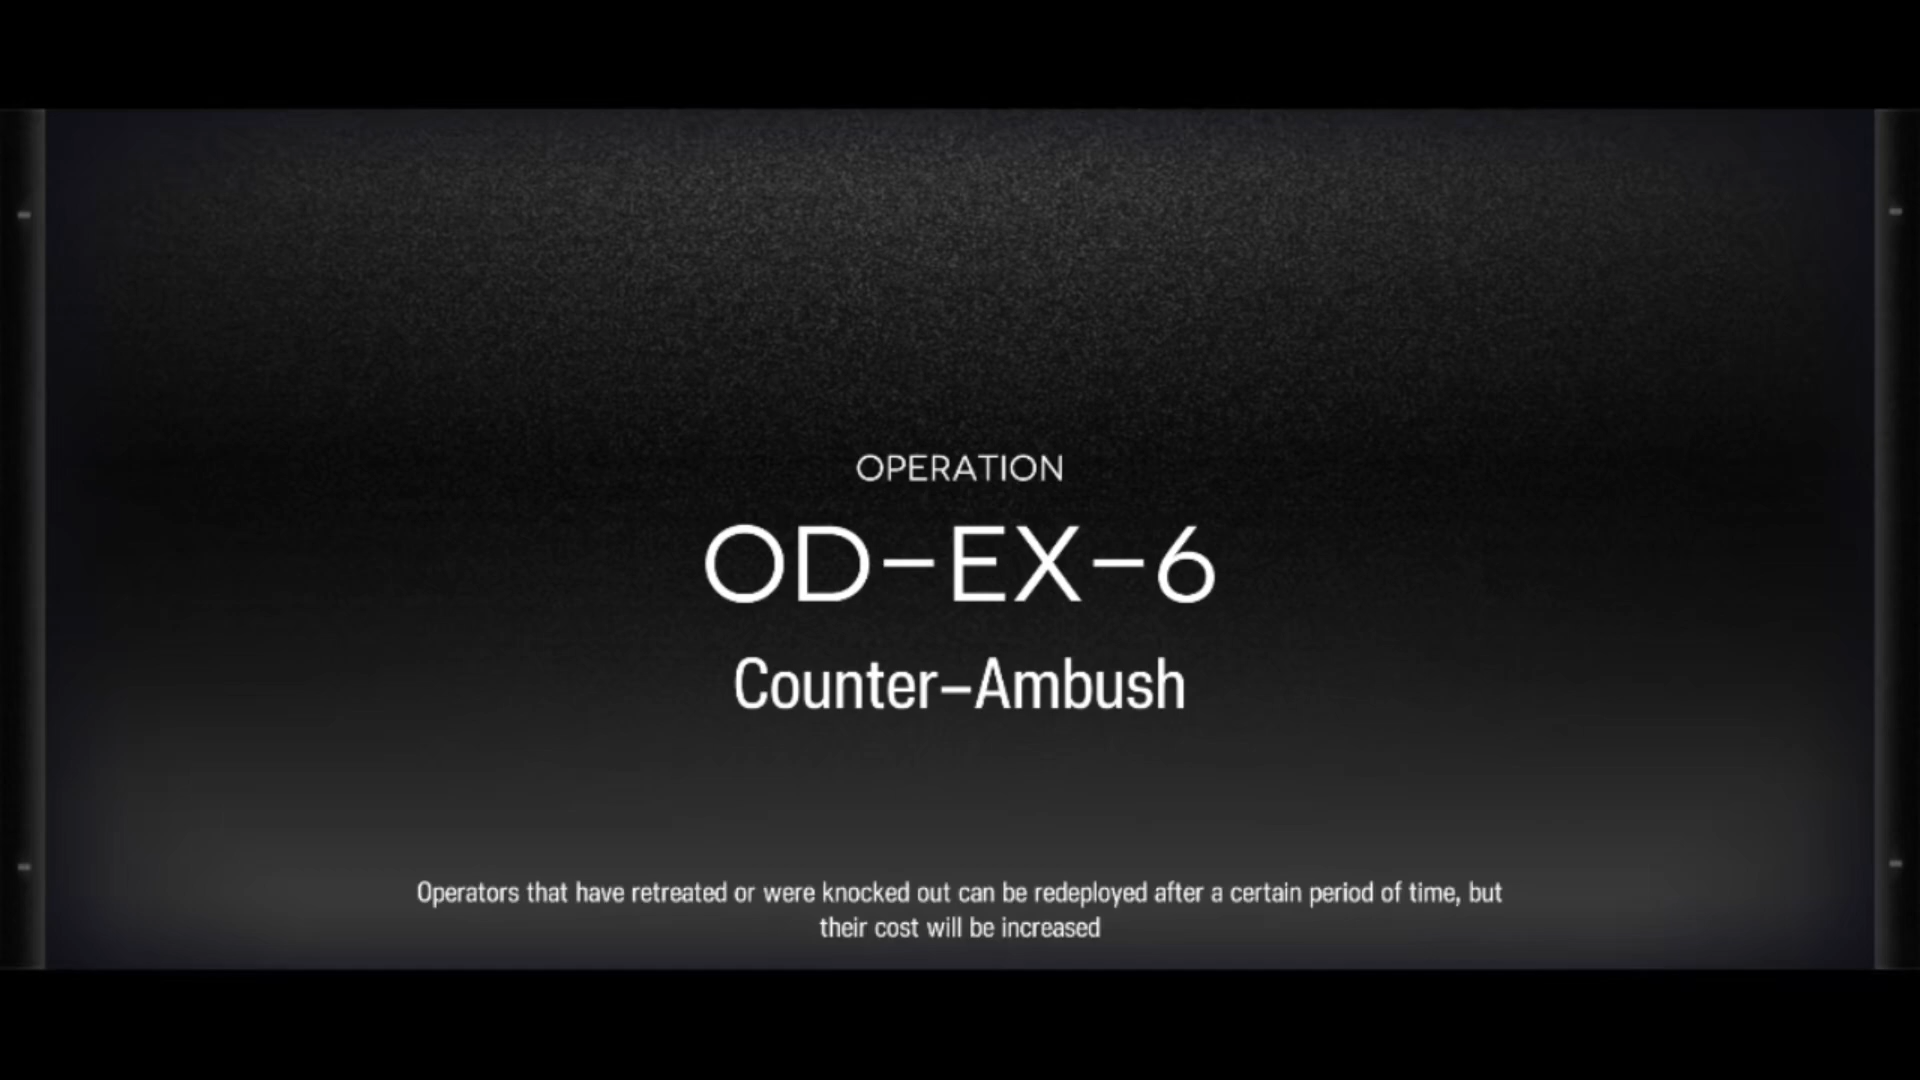 OPERATION
OD-EX-6
Counter-Ambush
Operators that have retreated or were knocked out can be redeployed after a certain period of time, but
their cost will be increased